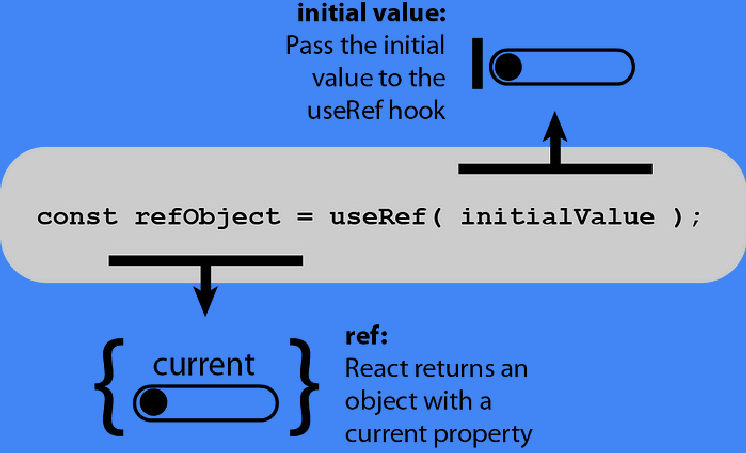 initial value:
Pass the initial
value to the
useRef hook
const refObject = useRef( initialValue );
{ current }
ref:
React returns an
object with a
current property